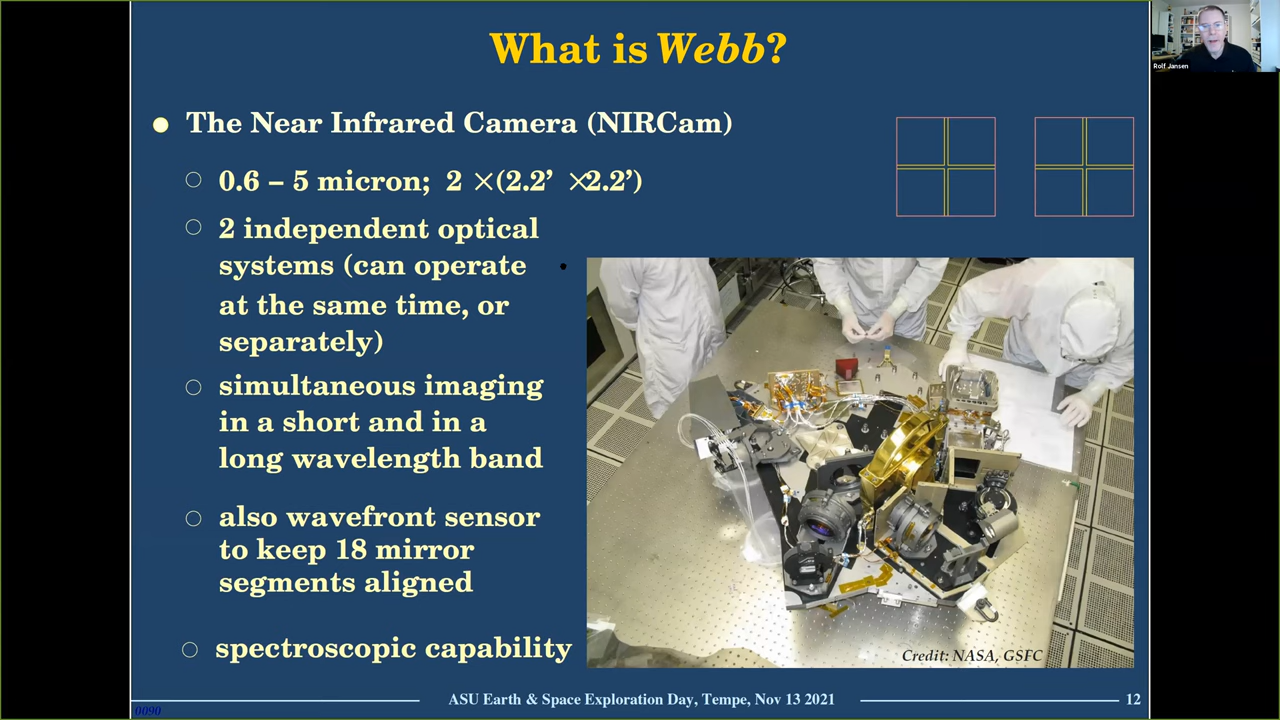 What is Webb?
Rolf Jansen
The Near Infrared Camera (NIRCam)
0.6 – 5 micron; 2 ×(2.2’ ×2.2’)
2 independent optical
systems (can operate
at the same time, or
separately)
simultaneous imaging
in a short and in a
long wavelength band
also wavefront sensor
to keep 18 mirror
segments aligned
spectroscopic capability
Credit: NASA, GSFC
ASU Earth & Space Exploration Day, Tempe, Nov 13 2021
12
0090